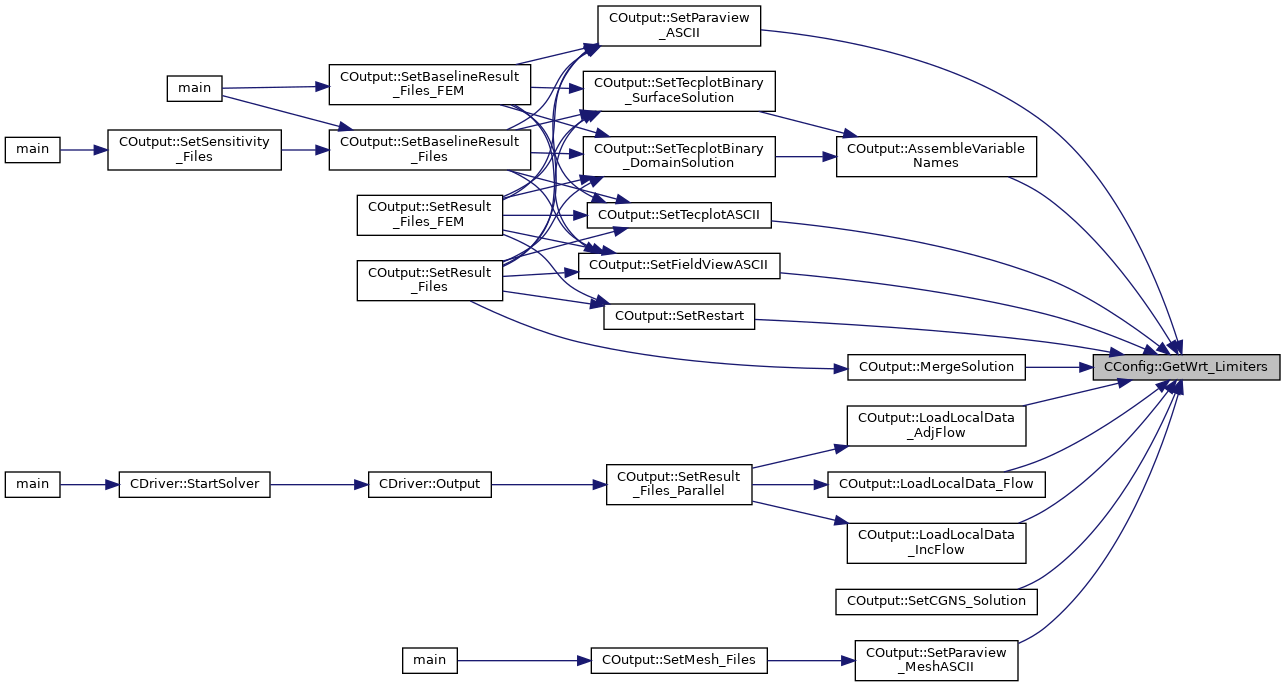 COutput::SetParaview
_ASCII
COutput::SetBaselineResult
_Files_FEM
main
COutput::SetTecplotBinary
_SurfaceSolution
main
COutput::SetSensitivity
_Files
COutput::SetBaselineResult
_Files
COutput::SetTecplotBinary
_DomainSolution
COutput::AssembleVariable
Names
COutput::SetResult
_Files_FEM
COutput::SetTecplotASCII
COutput::SetResult
_Files
COutput::SetFieldViewASCII
COutput::SetRestart
COutput::MergeSolution
CConfig::GetWrt_Limiters
COutput::LoadLocalData
_AdjFlow
main
CDriver::StartSolver
CDriver::Output
COutput::SetResult
_Files_Parallel
COutput::LoadLocalData_Flow
COutput::LoadLocalData
_IncFlow
COutput::SetCGNS_Solution
main
COutput::SetMesh_Files
COutput::SetParaview
_MeshASCII